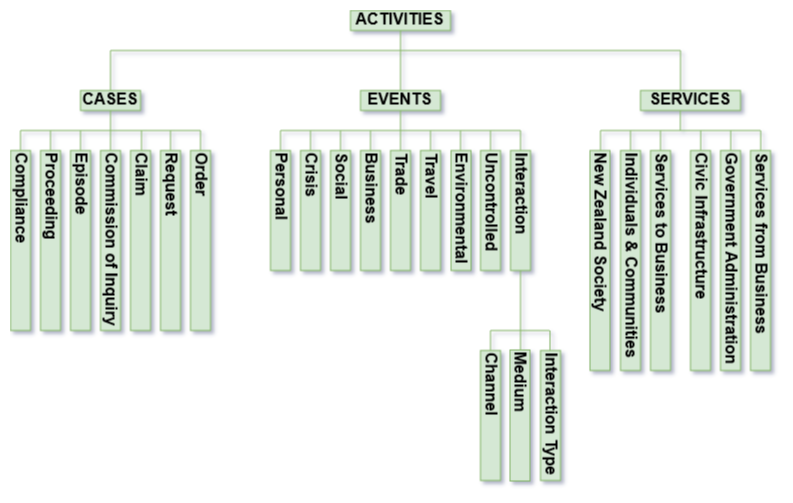 ACTIVITIES
CASES
EVENTS
SERVICES
Compliance
Proceeding
Episode
Commission of Inquiry
Claim
Request
Order
Personal
Crisis
Social
Business
Trade
Travel
Environmental
Uncontrolled
Interaction
New Zealand Society
Individuals & Communities
Services to Business
Civic Infrastructure
Government Administration
Services from Business
Channel
Medium
Interaction Type